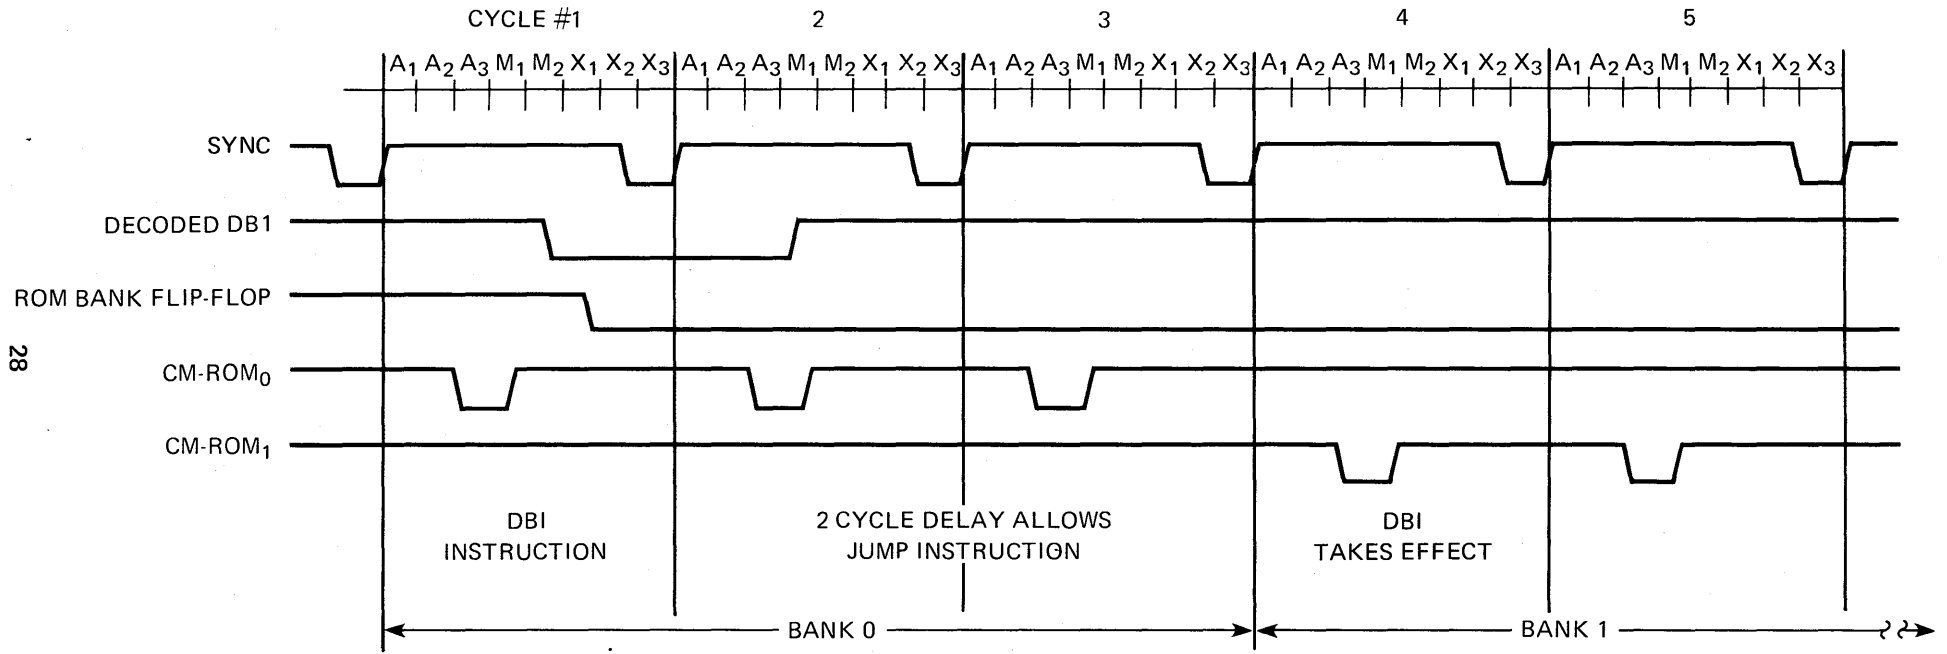 CYCLE #1 2 3 4 5
A1 A2 A3 M1 M2 X1 X2 X3 A1 A2 A3 M1 M2 X1 X2 X3 A1 A2 A3 M1 M2 X1 X2 X3 A1 A2 A3 M1 M2 X1 X2 X3 A1 A2 A3 M1 M2 X1 X2 X3
SYNC
DECODED DB1
ROM BANK FLIP-FLOP
28
CM-ROM0
CM-ROM1
DBI
INSTRUCTION
2 CYCLE DELAY ALLOWS
JUMP INSTRUCTION
DBI
TAKES EFFECT
BANK 0
BANK 1